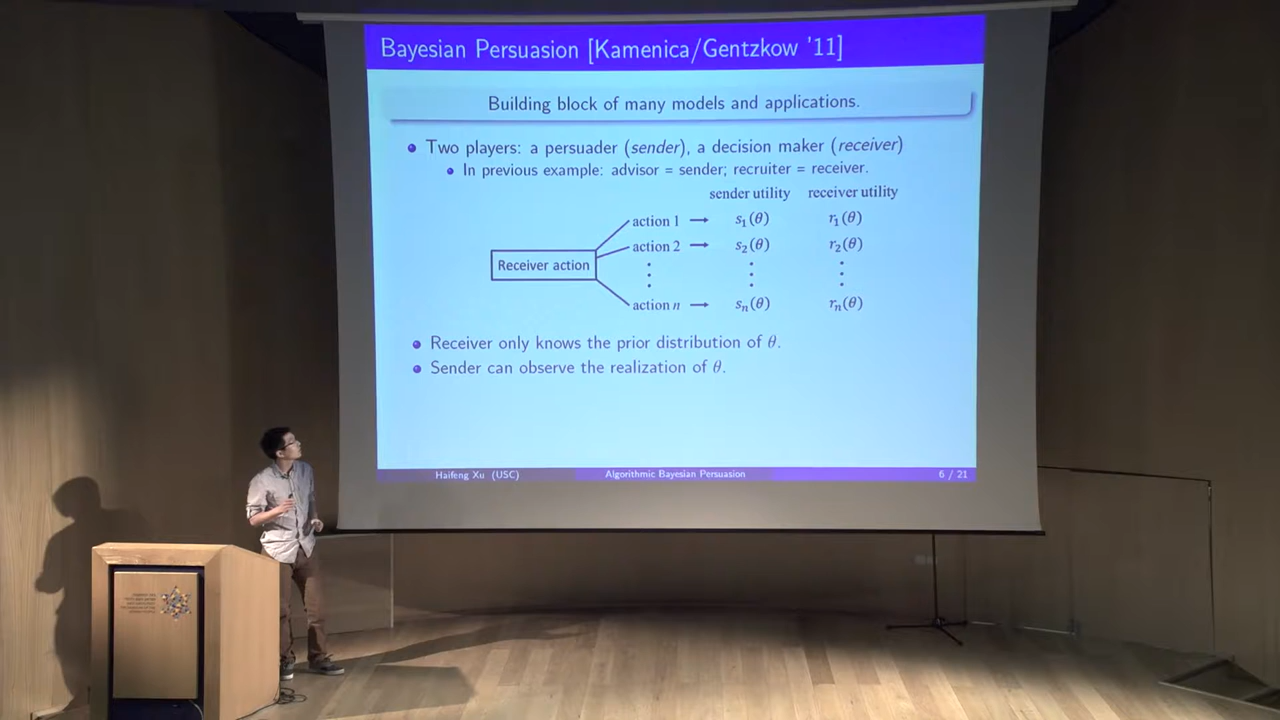 Bayesian Persuasion [Kamenica/Gentzkow '11]
Building block of many models and applications.
Two players: a persuader (sender), a decision maker (receiver)
In previous example: advisor = sender; recruiter = receiver.
sender utility receiver utility
action 1 → s₁(θ) r₁(θ)
action 2 → s₂(θ) r₂(θ)
Receiver action
action n → sₙ(θ) rₙ(θ)
Receiver only knows the prior distribution of θ.
Sender can observe the realization of θ.
Haifeng Xu (USC) Algorithmic Bayesian Persuasion 6 / 21